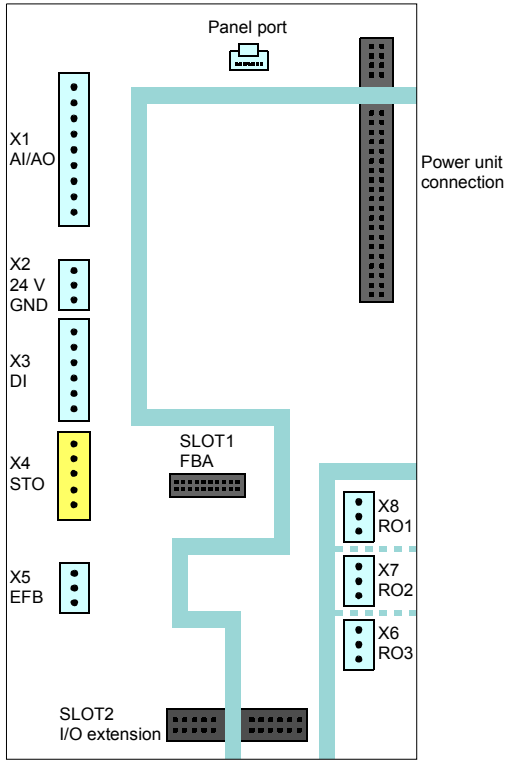 Panel port
X1
AI/AO
Power unit
connection
X2
24 V
GND
X3
DI
SLOT1
FBA
X4
STO
X8
RO1
X7
RO2
X5
EFB
X6
RO3
SLOT2
I/O extension